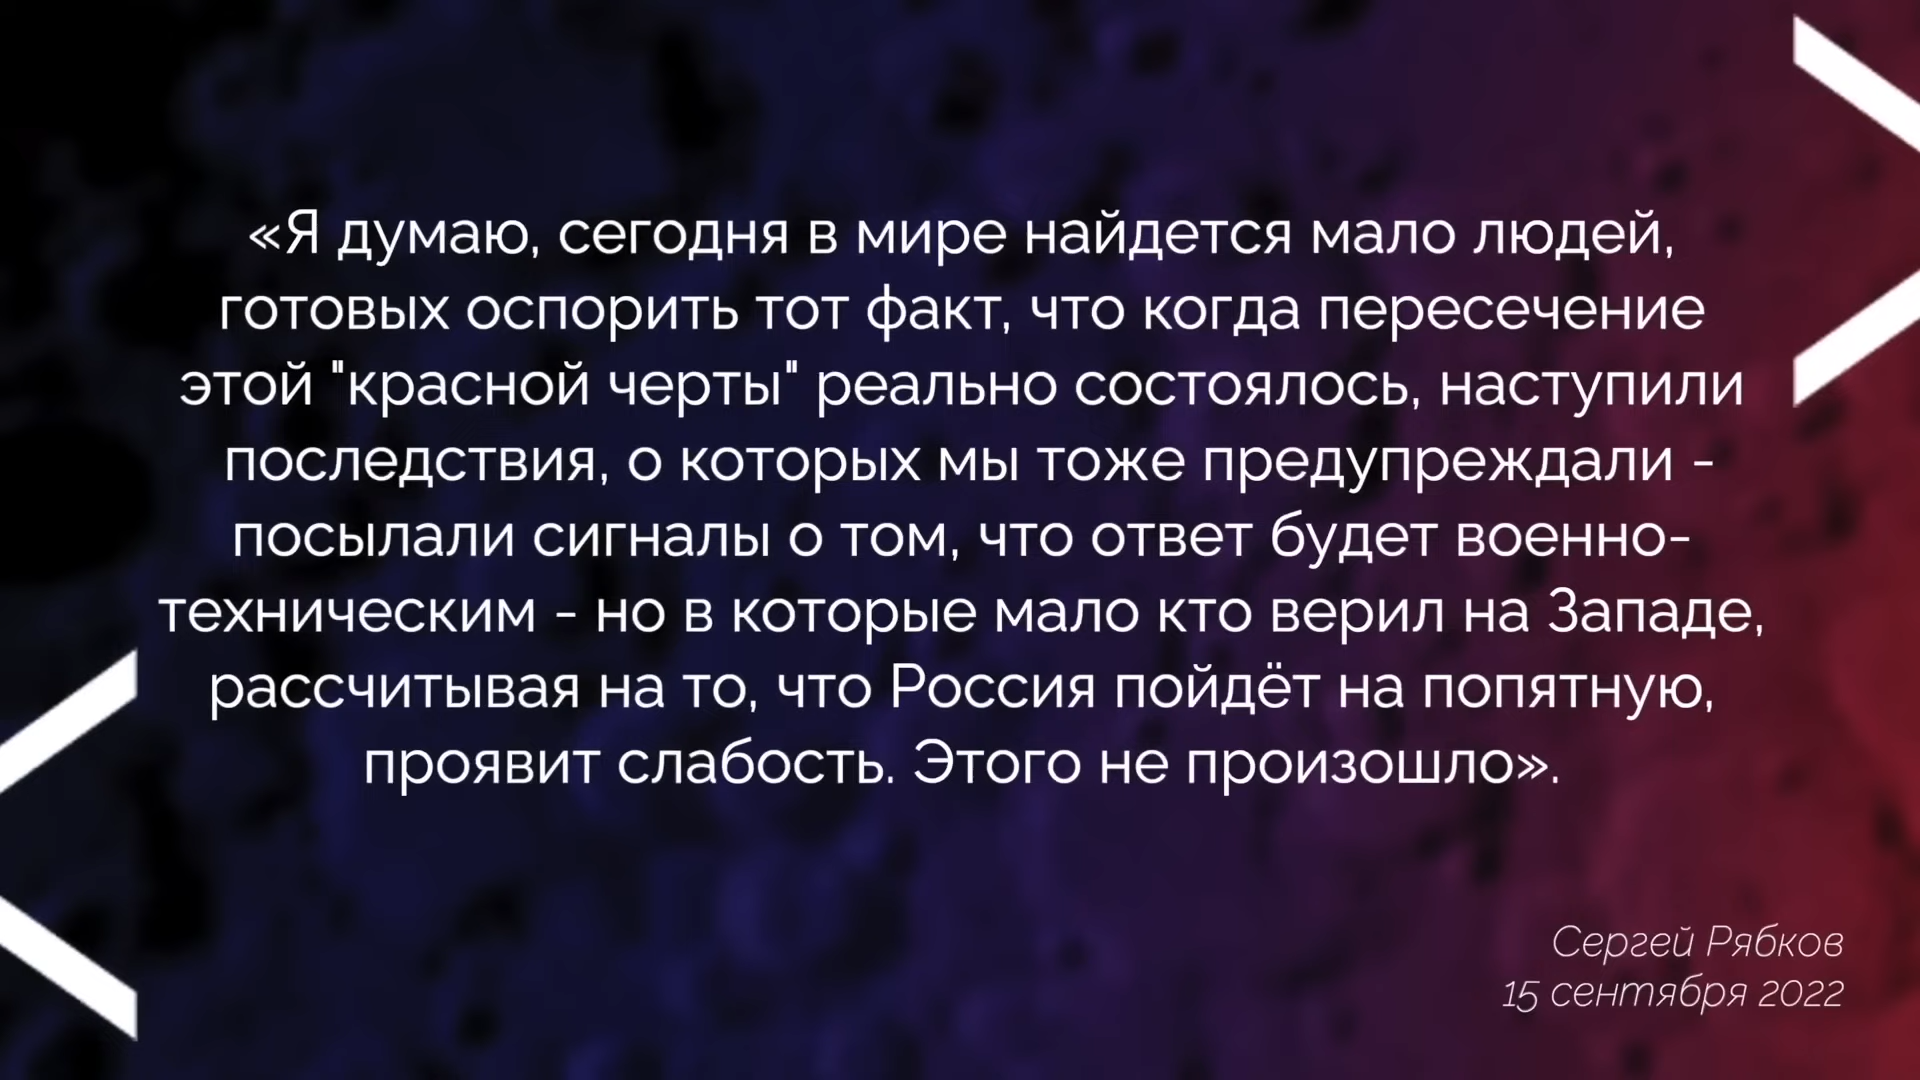 «Я думаю, сегодня в мире найдется мало людей,
готовых оспорить тот факт, что когда пересечение
этой "красной черты" реально состоялось, наступили
последствия, о которых мы тоже предупреждали -
посылали сигналы о том, что ответ будет военно-
техническим - но в которые мало кто верил на Западе,
рассчитывая на то, что Россия пойдёт на попятную,
проявит слабость. Этого не произошло».
Сергей Рябков
15 сентября 2022